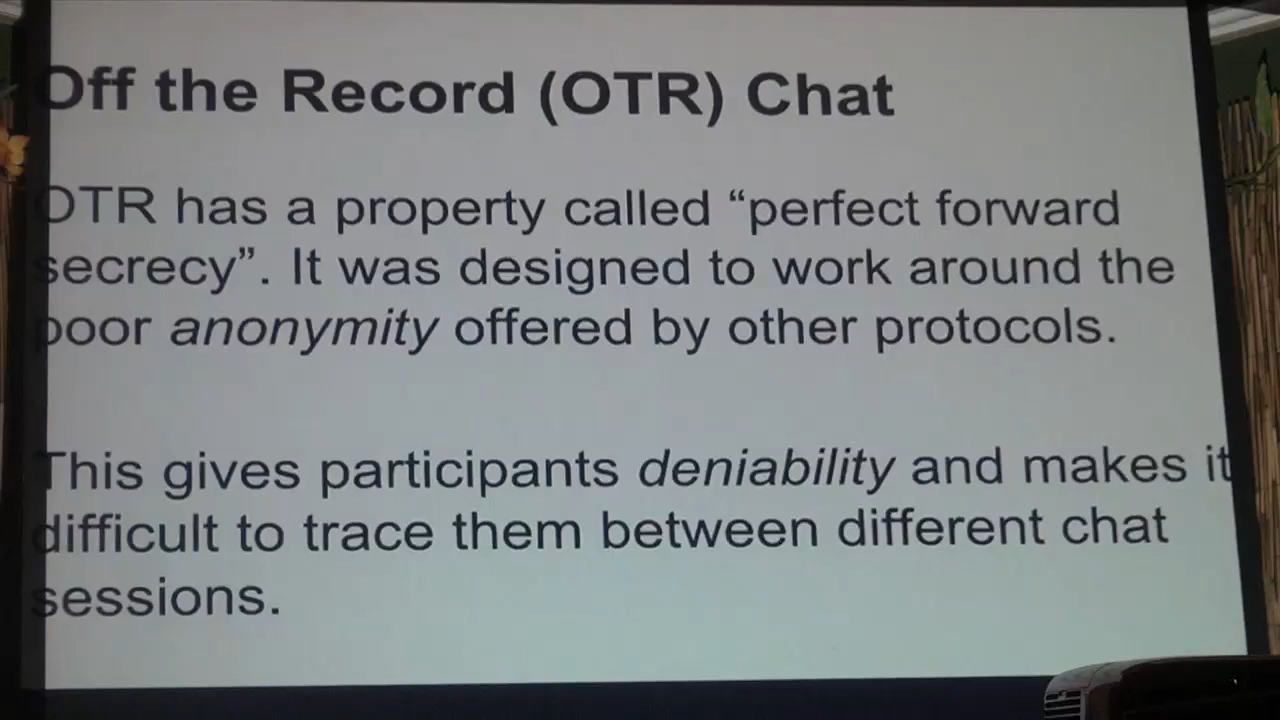 Off the Record (OTR) Chat
OTR has a property called “perfect forward
secrecy”. It was designed to work around the
poor anonymity offered by other protocols.
This gives participants deniability and makes it
difficult to trace them between different chat
sessions.